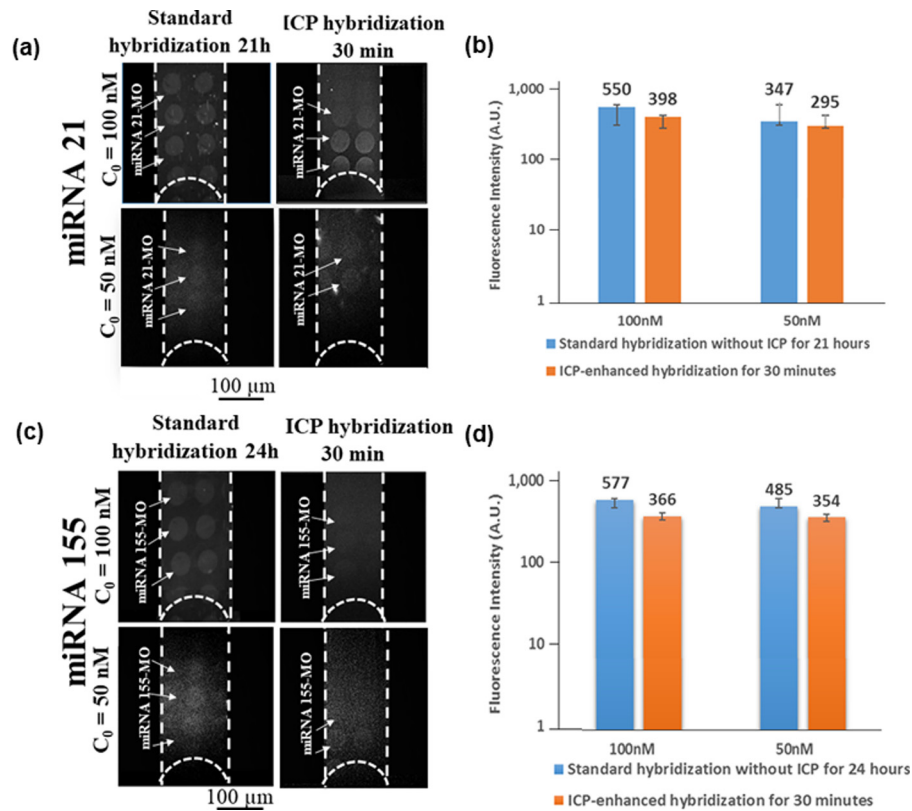 (a)
Standard
hybridization 21h
ICP hybridization
30 min
miRNA 21
C₀ = 100 nM
miRNA 21-MO
miRNA 21-MO
C₀ = 50 nM
miRNA 21-MO
miRNA 21-MO
100 µm
(b)
Fluorescence Intensity (A.U.)
1,000
100
10
1
550
398
347
295
100nM
50nM
Standard hybridization without ICP for 21 hours
ICP-enhanced hybridization for 30 minutes
(c)
Standard
hybridization 24h
ICP hybridization
30 min
miRNA 155
C₀ = 100 nM
miRNA 155-MO
miRNA 155-MO
C₀ = 50 nM
miRNA 155-MO
miRNA 155-MO
100 µm
(d)
Fluorescence Intensity (A.U.)
1,000
100
10
1
577
366
485
354
100nM
50nM
Standard hybridization without ICP for 24 hours
ICP-enhanced hybridization for 30 minutes